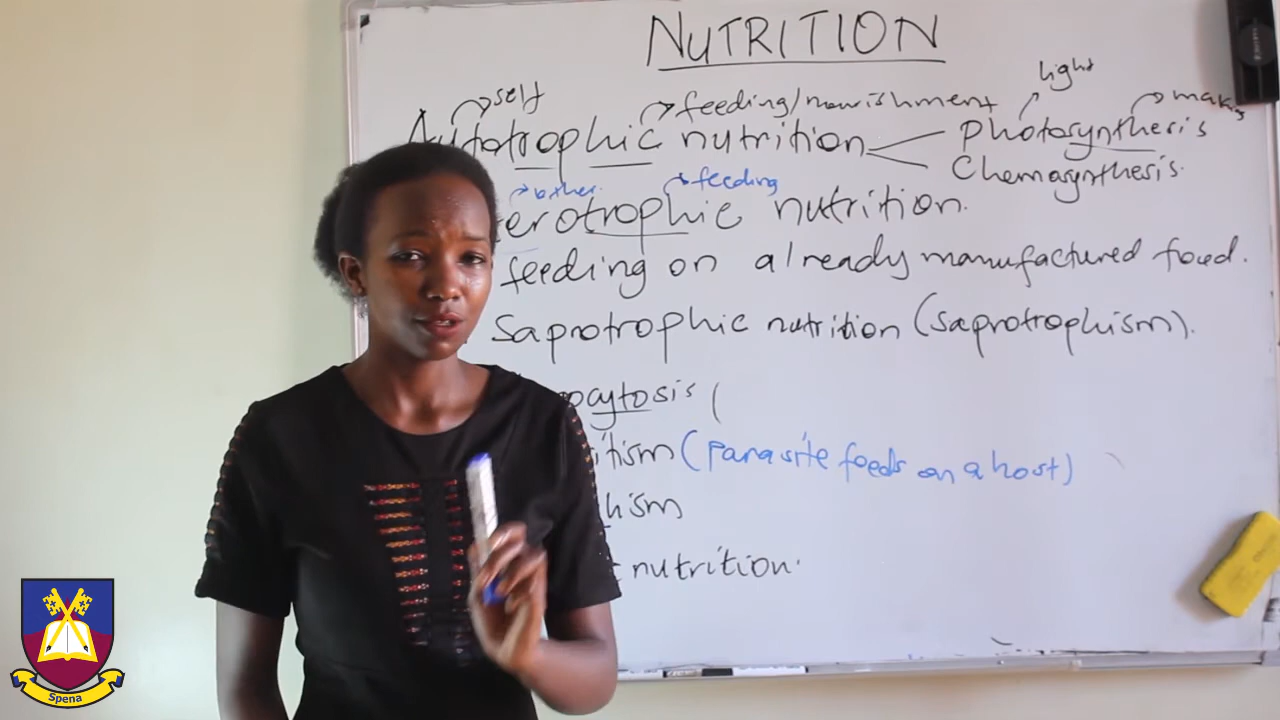 NUTRITION
light
self
feeding/nourishment
making
Autotrophic nutrition
Photosynthesis
Chemosynthesis.
other.
feeding
erotrophic nutrition.
feeding on already manufactured food.
Saprotrophic nutrition (saprotrophism).
ocytosis (
itism (Parasite feeds on a host)
hism
nutrition.
Spena